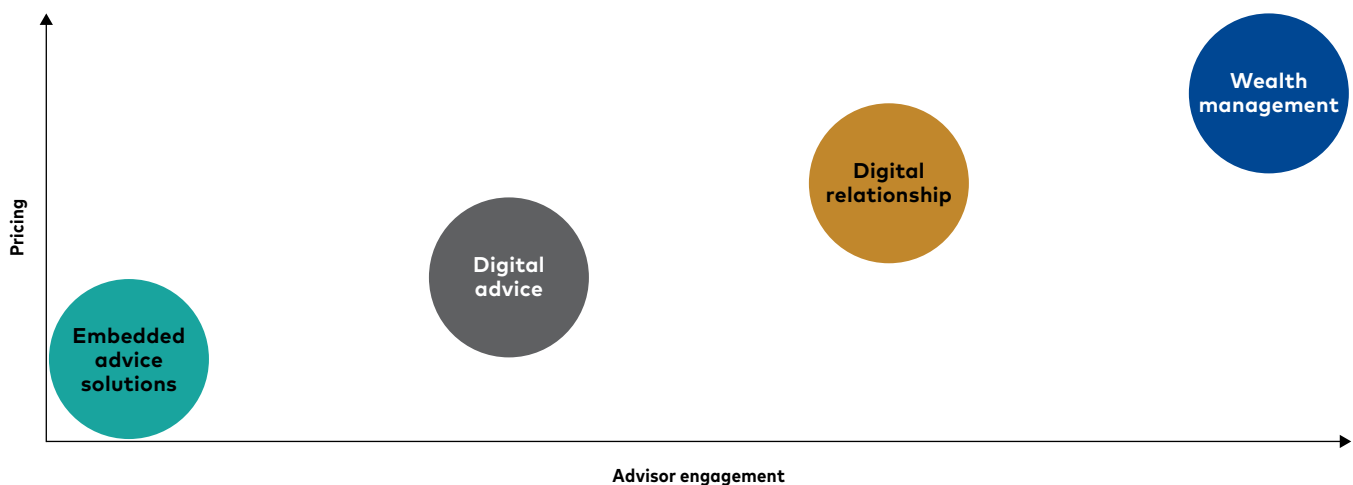 Wealth
management
Digital
relationship
Digital
advice
Embedded
advice
solutions
Pricing
Advisor engagement